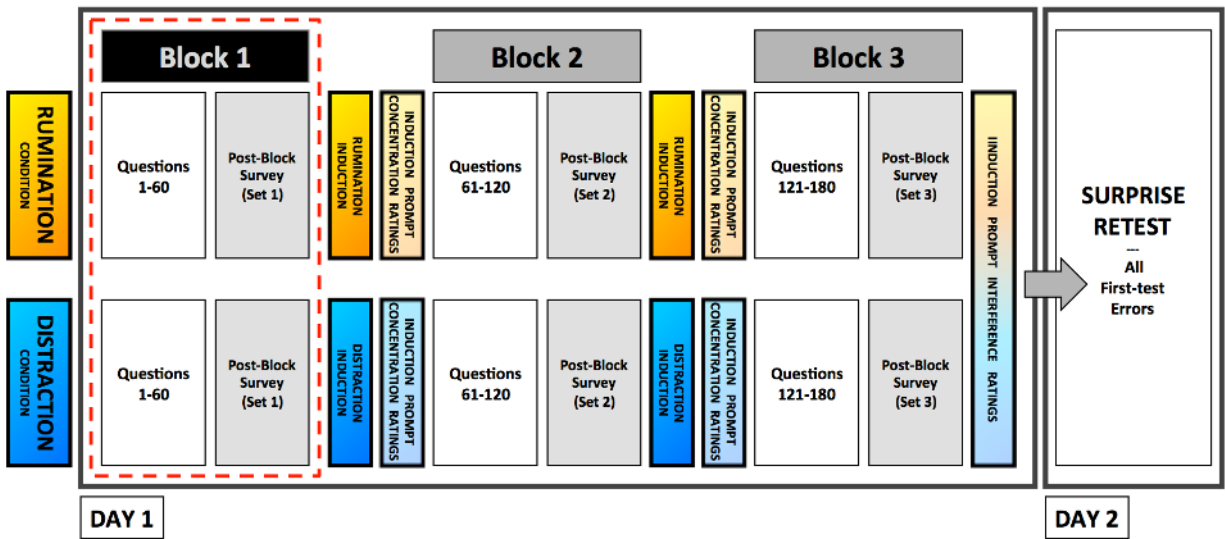 Block 1
Block 2
Block 3
RUMINATION
CONDITION
Questions
1-60
Post-Block
Survey
(Set 1)
RUMINATION
INDUCTION
INDUCTION PROMPT
CONCENTRATION RATINGS
Questions
61-120
Post-Block
Survey
(Set 2)
RUMINATION
INDUCTION
INDUCTION PROMPT
CONCENTRATION RATINGS
Questions
121-180
Post-Block
Survey
(Set 3)
IINDUCTION PROMPT INTERFERENCE RATINGS
SURPRISE
RETEST
---
All
First-test
Errors
DISTRACTION
CONDITION
Questions
1-60
Post-Block
Survey
(Set 1)
DISTRACTION
INDUCTION
INDUCTION PROMPT
CONCENTRATION RATINGS
Questions
61-120
Post-Block
Survey
(Set 2)
DISTRACTION
INDUCTION
INDUCTION PROMPT
CONCENTRATION RATINGS
Questions
121-180
Post-Block
Survey
(Set 3)
DAY 1
DAY 2